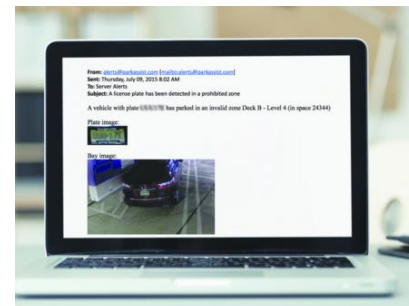 From: alerts@parkassist.com [mailto:alerts@parkassist.com]
Sent: Thursday, July 09, 2015 8:02 AM
To: Server Alerts
Subject: A license plate has been detected in a prohibited zone
A vehicle with plate has parked in an invalid zone Deck B - Level 4 (in space 24344)
Plate image:
Bay image: